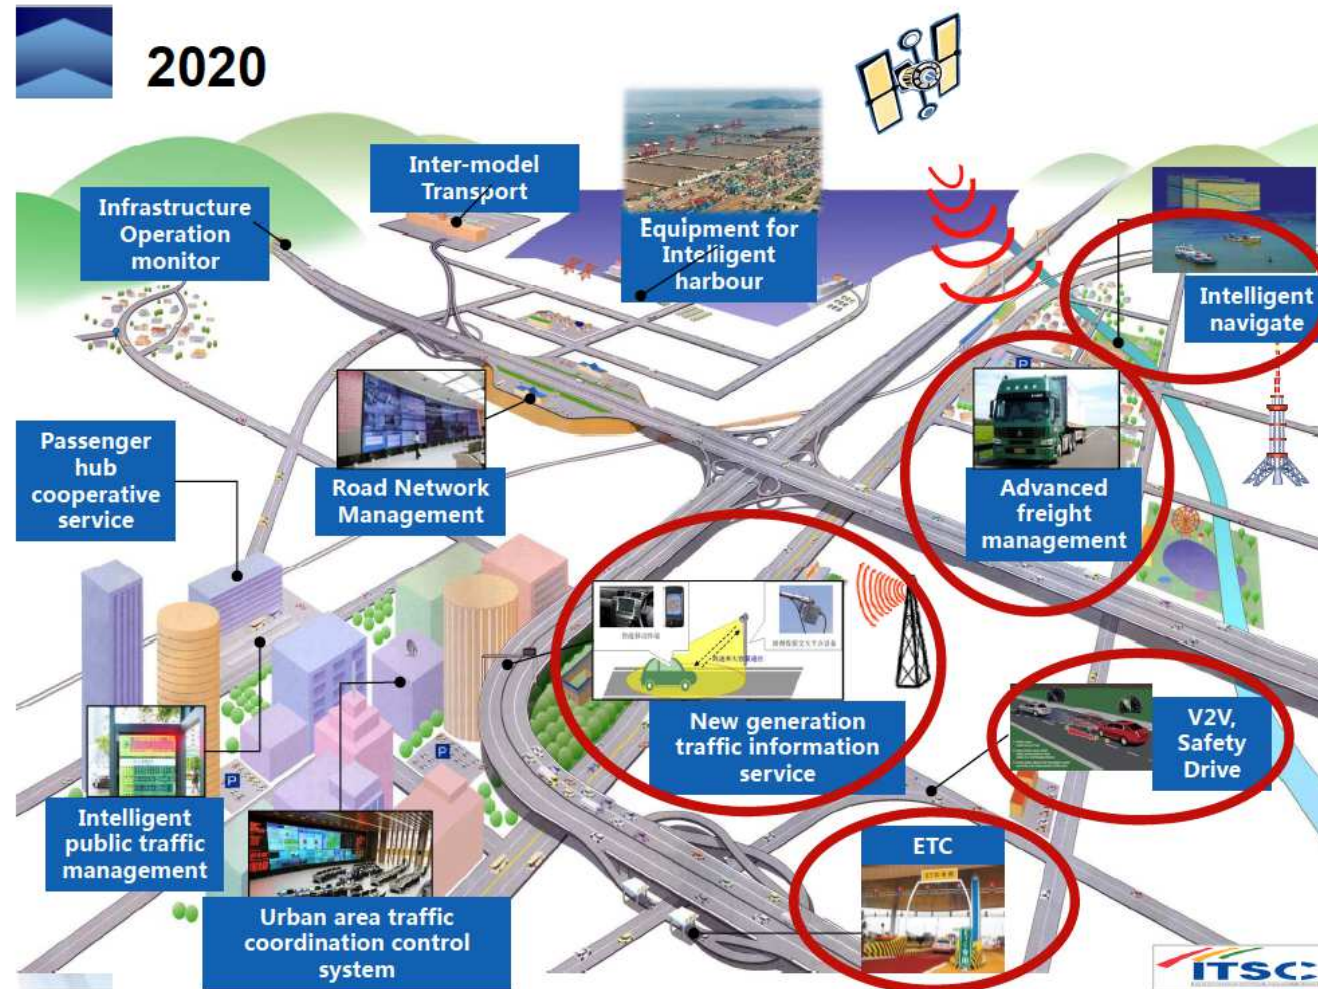 2020
Inter-model
Transport
Infrastructure
Operation
monitor
Equipment for
Intelligent
harbour
Intelligent
navigate
P
Passenger
hub
cooperative
service
Road Network
Management
Advanced
freight
management
New generation
traffic information
service
V2V,
Safety
Drive
P
P
Intelligent
public traffic
management
ETC
Urban area traffic
coordination control
system
ITSC